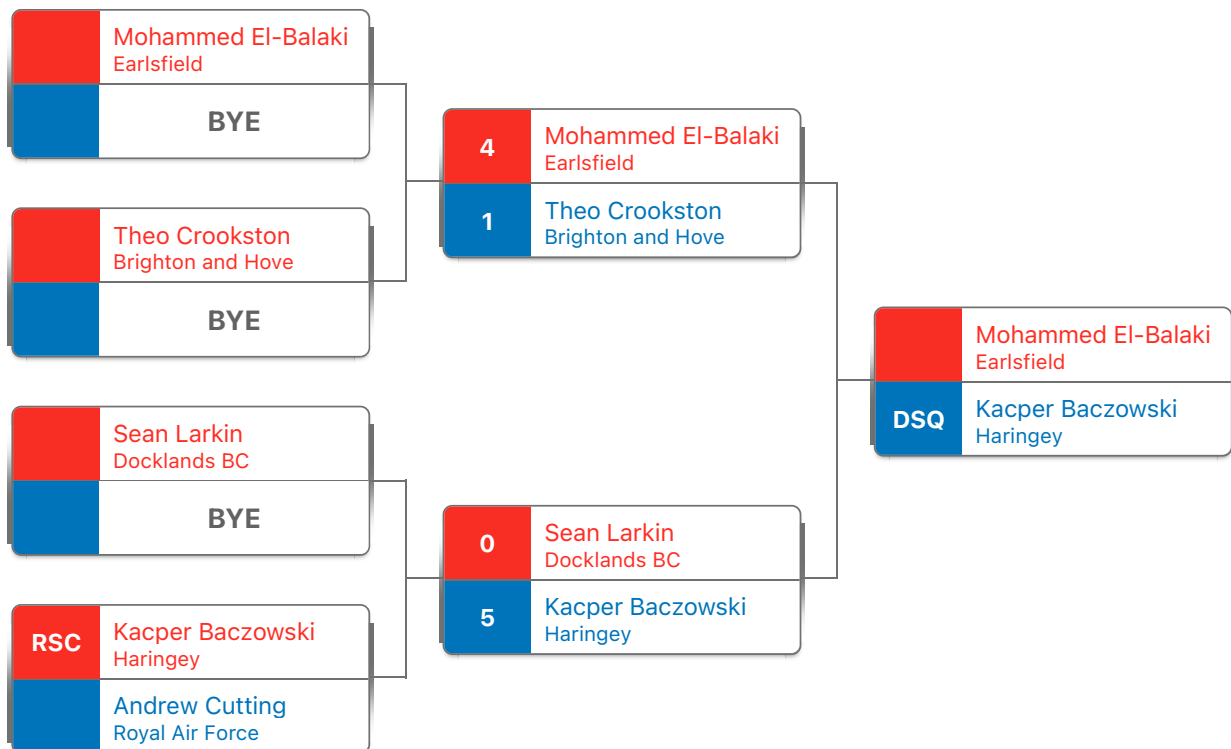 Mohammed El-Balaki
Earlsfield
BYE
Theo Crookston
Brighton and Hove
BYE
Sean Larkin
Docklands BC
BYE
RSC
Kacper Baczowski
Haringey
Andrew Cutting
Royal Air Force
4
Mohammed El-Balaki
Earlsfield
1
Theo Crookston
Brighton and Hove
0
Sean Larkin
Docklands BC
5
Kacper Baczowski
Haringey
Mohammed El-Balaki
Earlsfield
DSQ
Kacper Baczowski
Haringey